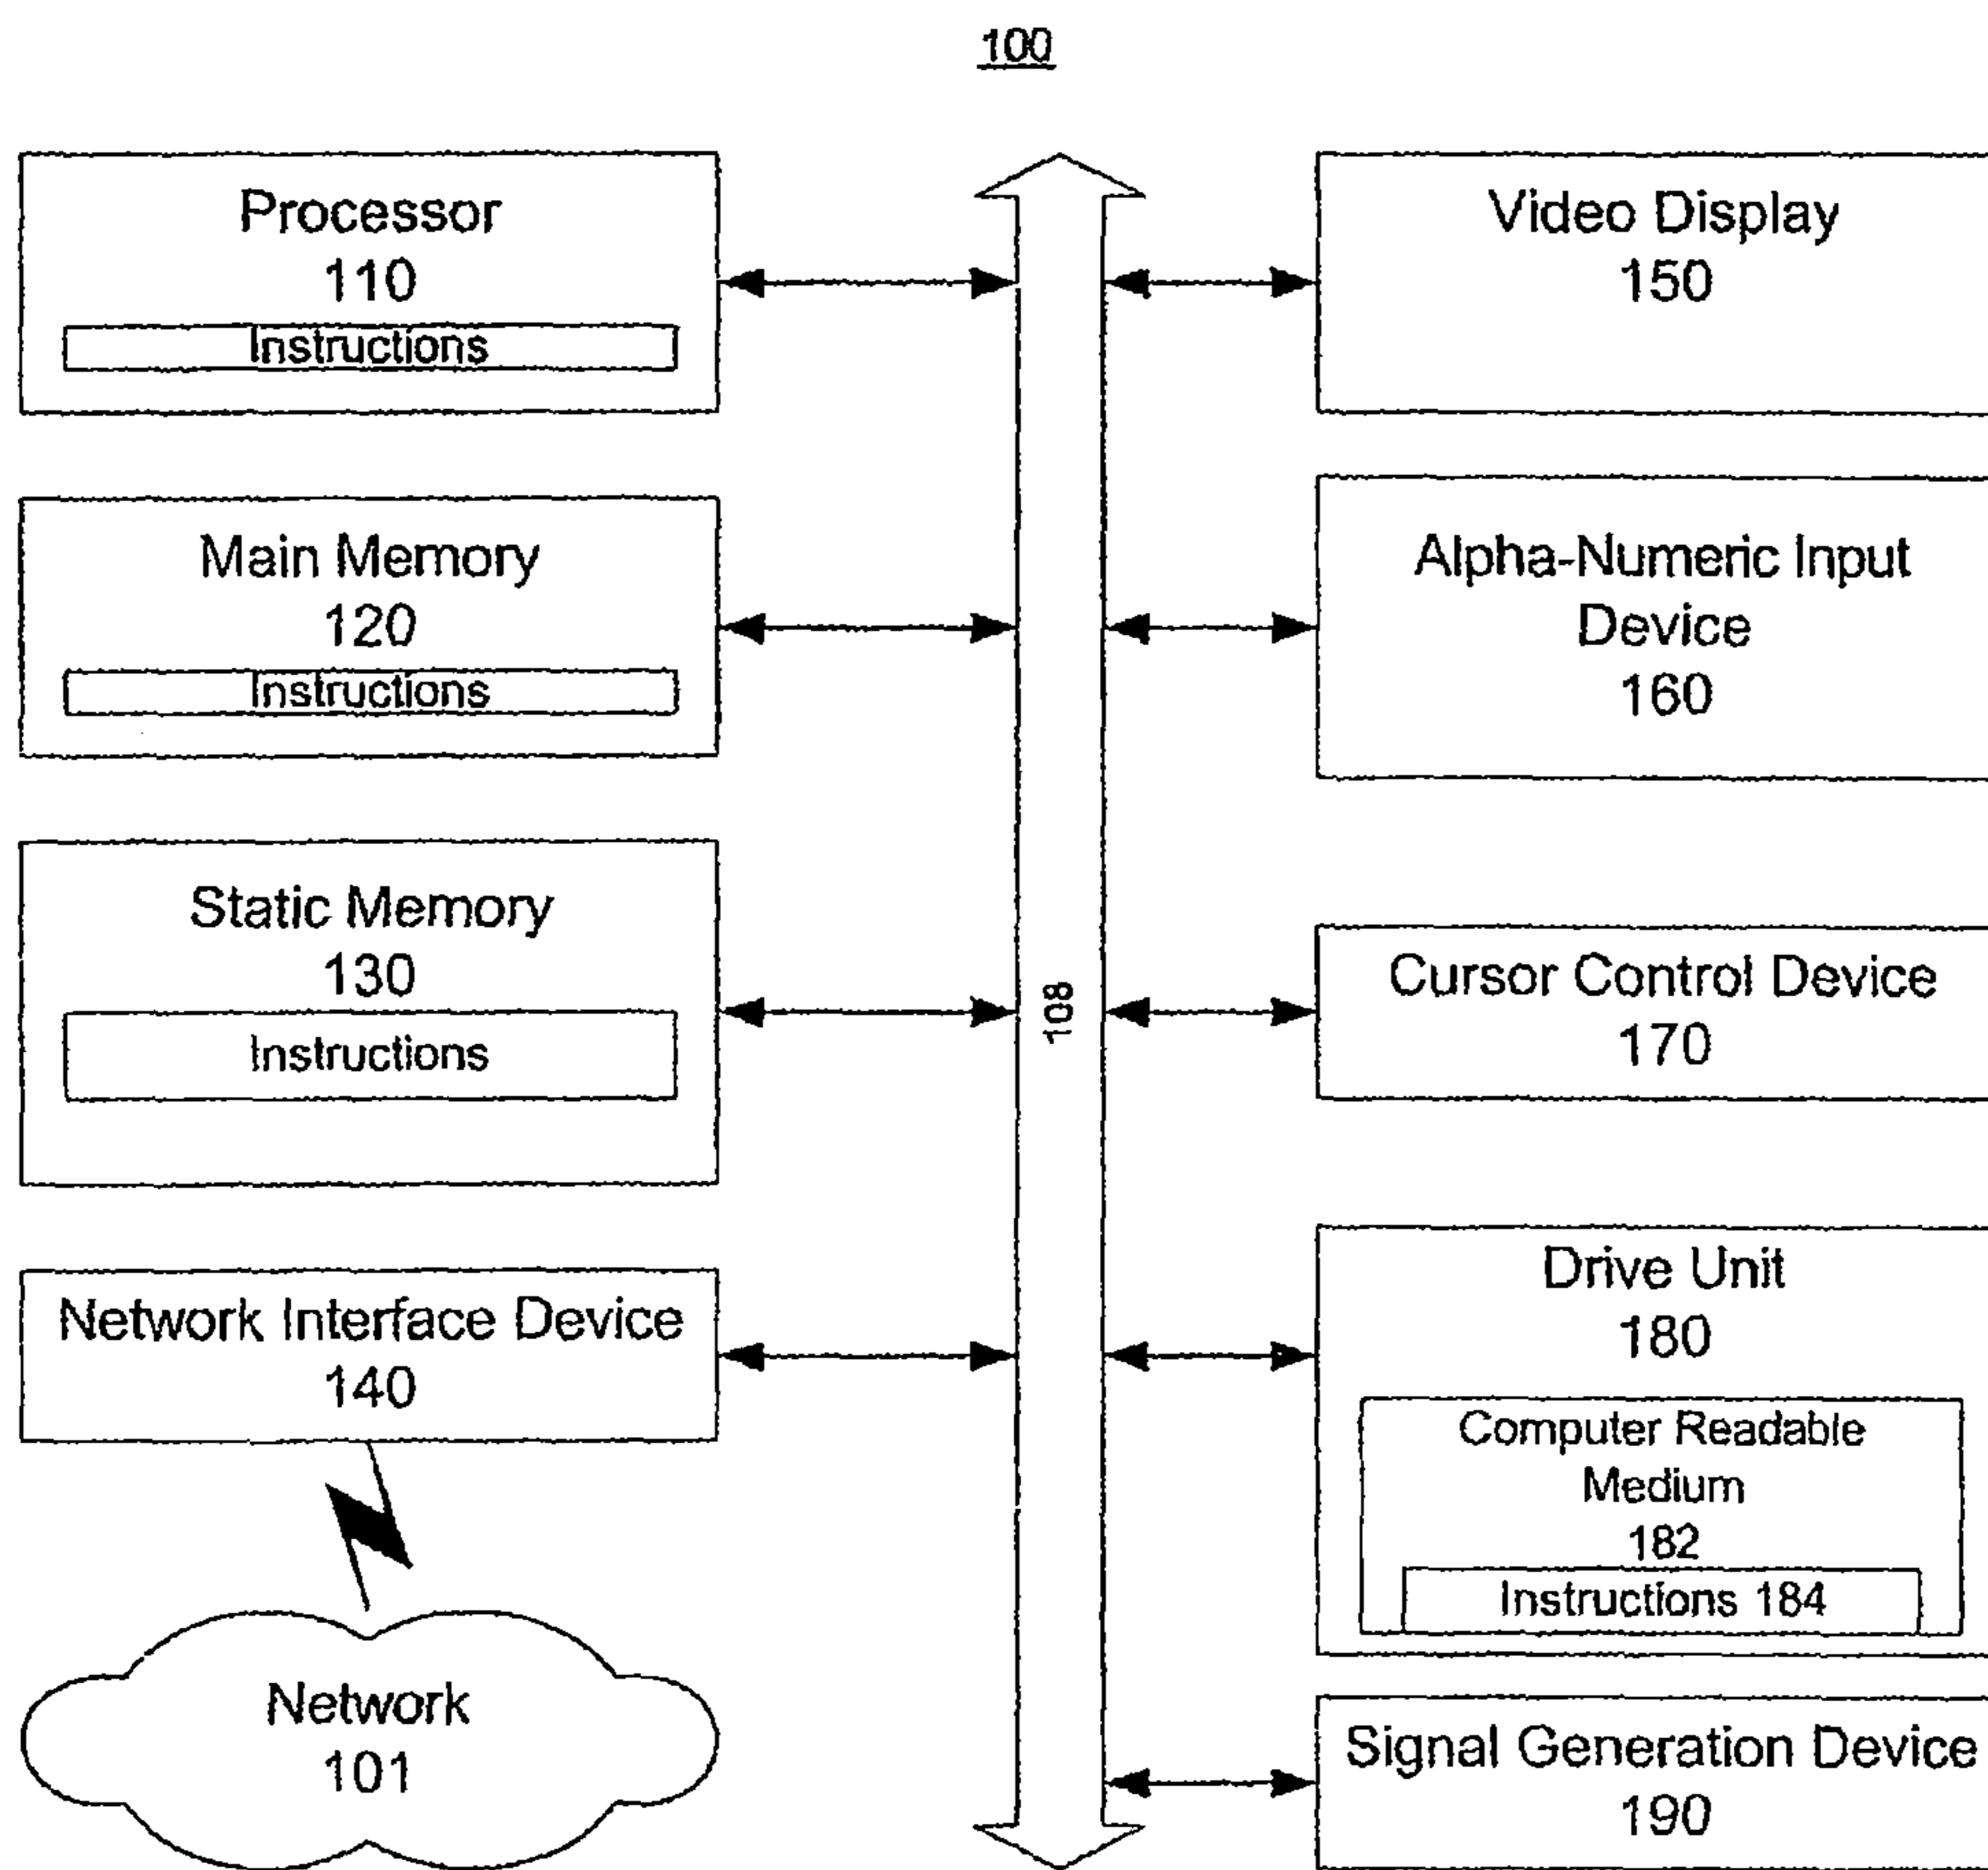 100
Processor
110
Instructions
Main Memory
120
Instructions
Static Memory
130
Instructions
Network Interface Device
140
Network
101
108
Video Display
150
Alpha-Numeric Input
Device
160
Cursor Control Device
170
Drive Unit
180
Computer Readable
Medium
182
Instructions 184
Signal Generation Device
190